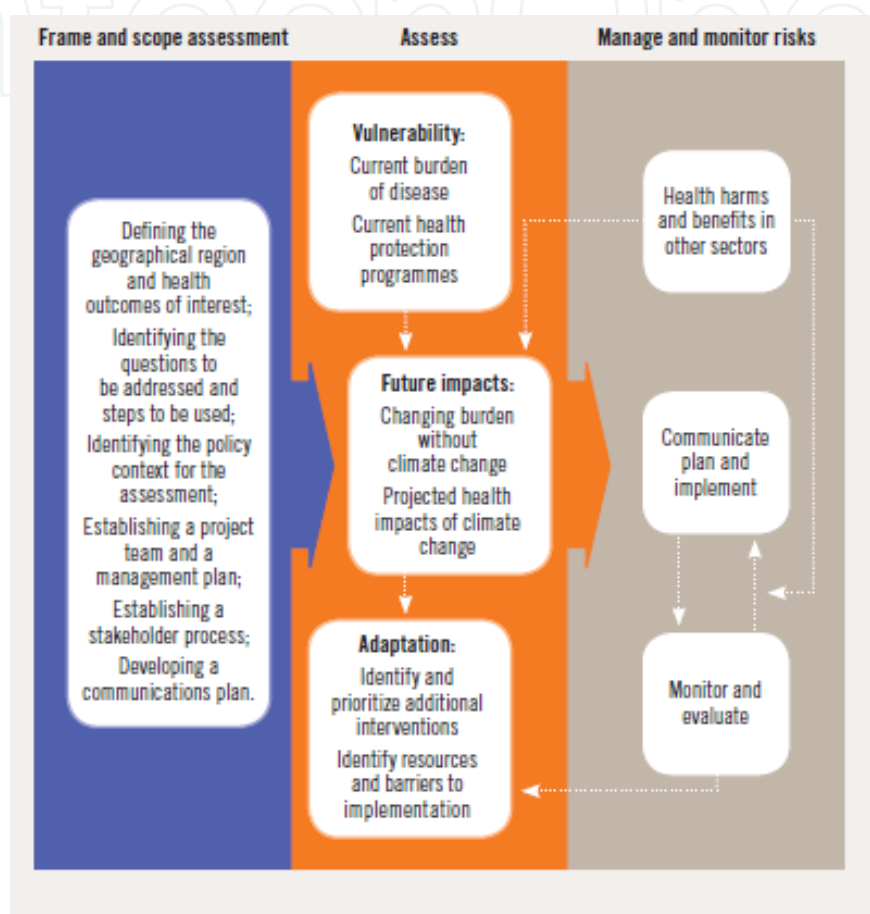 Frame and scope assessment
Assess
Manage and monitor risks
Defining the
geographical region
and health
outcomes of interest;
Identifying the
questions to
be addressed and
steps to be used;
Identifying the policy
context for the
assessment;
Establishing a project
team and a
management plan;
Establishing a
stakeholder process;
Developing a
communications plan.
Vulnerability:
Current burden
of disease
Current health
protection
programmes
Future impacts:
Changing burden
without
climate change
Projected health
impacts of climate
change
Adaptation:
Identify and
prioritize additional
interventions
Identify resources
and barriers to
implementation
Health harms
and benefits in
other sectors
Communicate
plan and
implement
Monitor and
evaluate